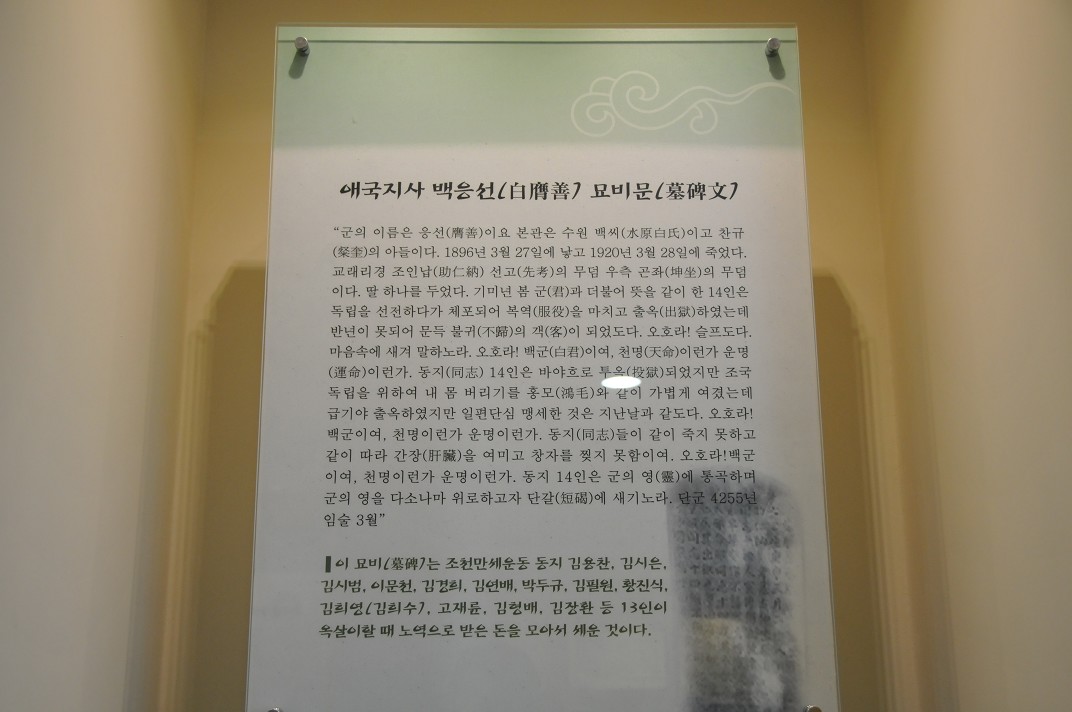 애국지사 백응선(白膺善) 묘비문(墓碑文)
“군의 이름은 웅선(膺善)이요 본관은 수원 백씨(水原白氏)이고 찬규
(粲奎)의 아들이다. 1896년 3월 27일에 낳고 1920년 3월 28일에 죽었다.
교래리경 조인납(助仁納) 선고(先考)의 무덤 우측 곤좌(坤坐)의 무덤
이다. 딸 하나를 두었다. 기미년 봄 군(君)과 더불어 뜻을 같이 한 14인은
독립을 선전하다가 체포되어 복역(服役)을 마치고 출옥(出獄)하였는데
반년이 못되어 문득 불귀(不歸)의 객(客)이 되었도다. 오호라! 슬프도다.
마음속에 새겨 말하노라. 오호라! 백군(白君)이여, 천명(天命)이런가 운명
(運命)이런가. 동지(同志) 14인은 바야흐로 투옥(投獄)되었지만 조국
독립을 위하여 내 몸 버리기를 홍모(鴻毛)와 같이 가볍게 여겼는데
급기야 출옥하였지만 일편단심 맹세한 것은 지난날과 같도다. 오호라!
백군이여, 천명이런가 운명이런가. 동지(同志)들이 같이 죽지 못하고
같이 따라 간장(肝臟)을 여미고 창자를 찢지 못함이여. 오호라!백군
이여, 천명이런가 운명이런가. 동지 14인은 군의 영(靈)에 통곡하며
군의 영을 다소나마 위로하고자 단갈(短碣)에 새기노라. 단군 4255년
임술 3월”
이 묘비(墓碑)는 조천만세운동 동지 김용찬, 김시은,
김시범, 이문천, 김경희, 김연배, 박두규, 김필원, 황진식,
김희영(김희수), 고재륜, 김형배, 김장환 등 13인이
옥살이할 때 노역으로 받은 돈을 모아서 세운 것이다.